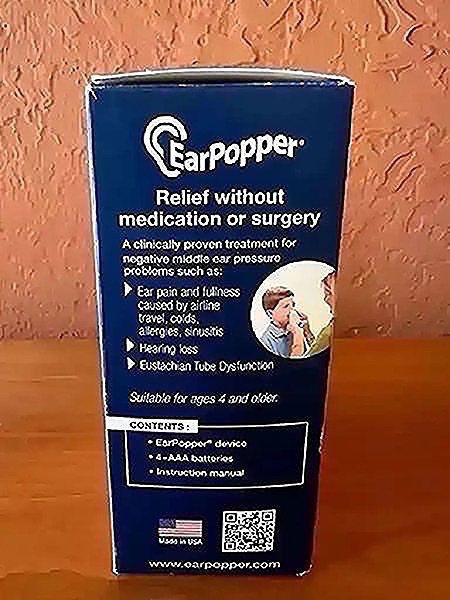 EarPopper®
Relief without
medication or surgery
A clinically proven treatment for
negative middle ear pressure
problems such as:
Ear pain and fullness
caused by airline
travel, colds,
allergies, sinusitis
Hearing loss
Eustachian Tube Dysfunction
Suitable for ages 4 and older.
CONTENTS:
• EarPopper® device
• 4-AAA batteries
• Instruction manual
Made in USA
www.earpopper.com